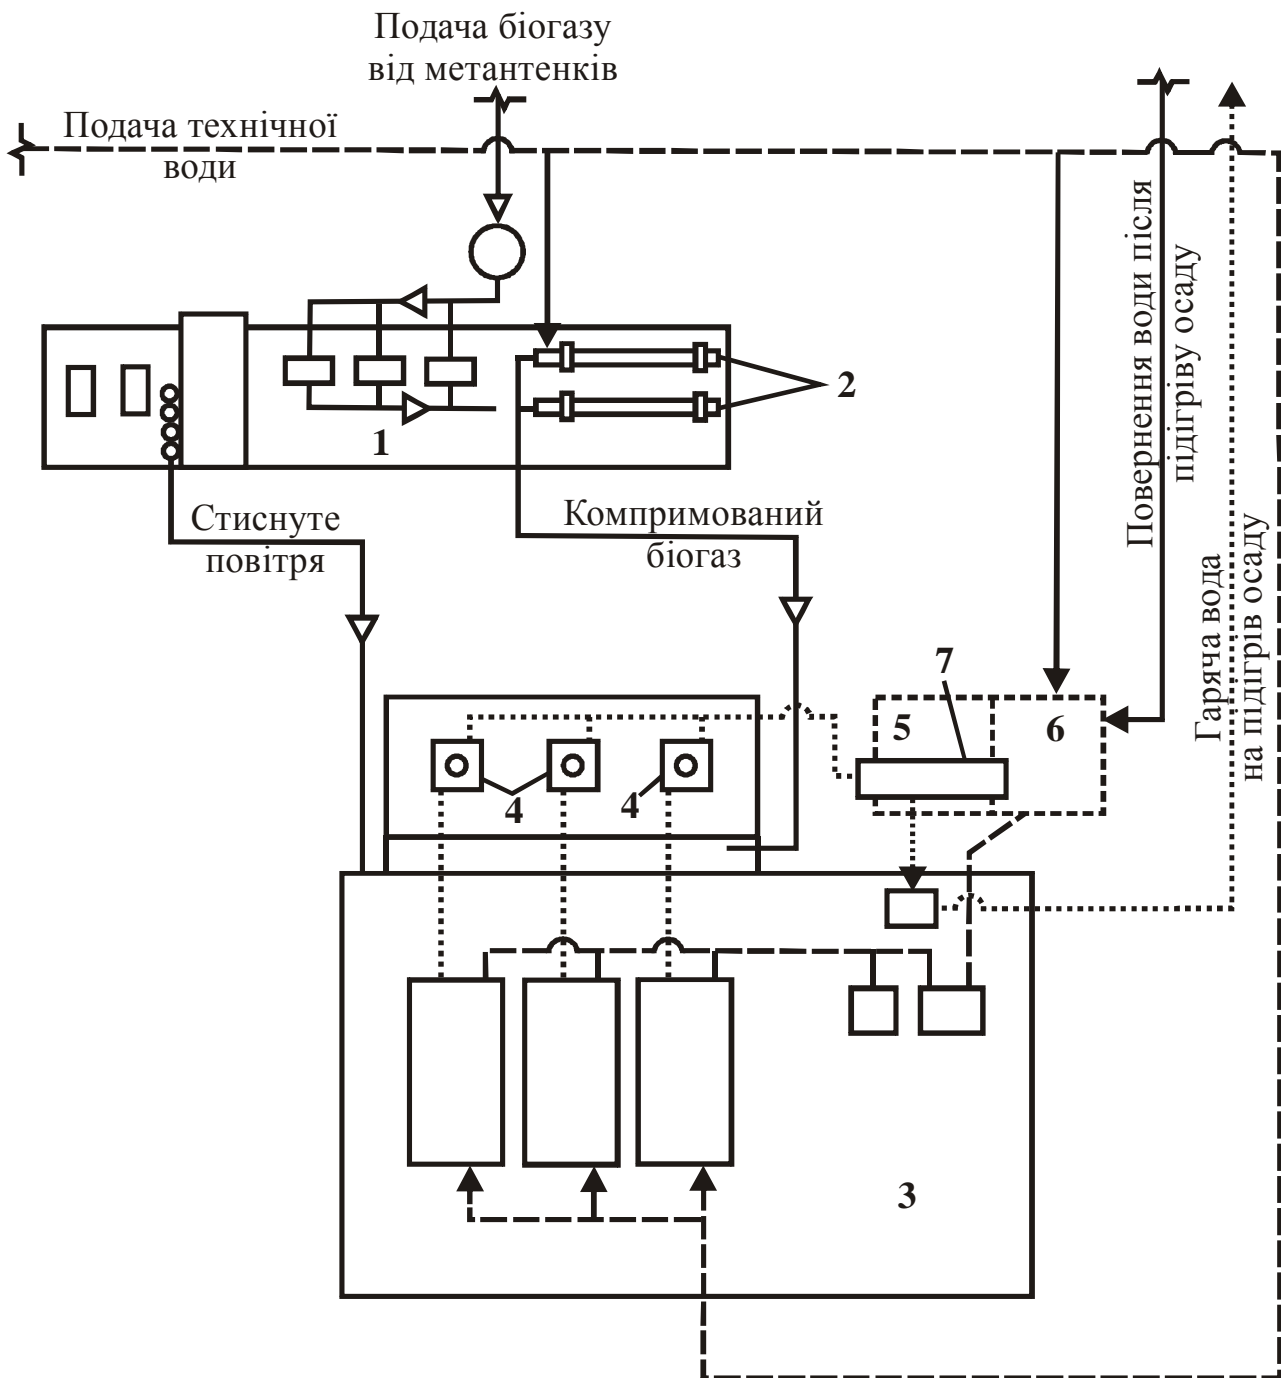 Подача біогазу
від метантенків
Подача технічної
води
Повернення води після
підігріву осаду
2
1
Стиснуте
повітря
Компримований
біогаз
Гаряча вода
на підігрів осаду
7
5
6
4
4
3